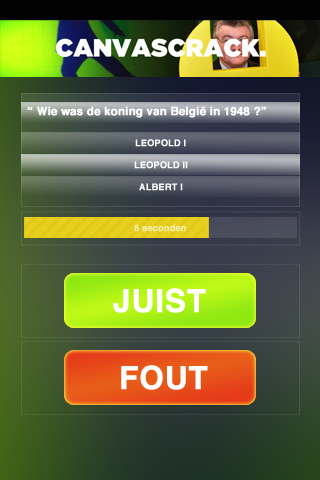 CANVASCRACK.
“ Wie was de koning van België in 1948 ?”
LEOPOLD I
LEOPOLD II
ALBERT I
5 seconden
JUIST
FOUT